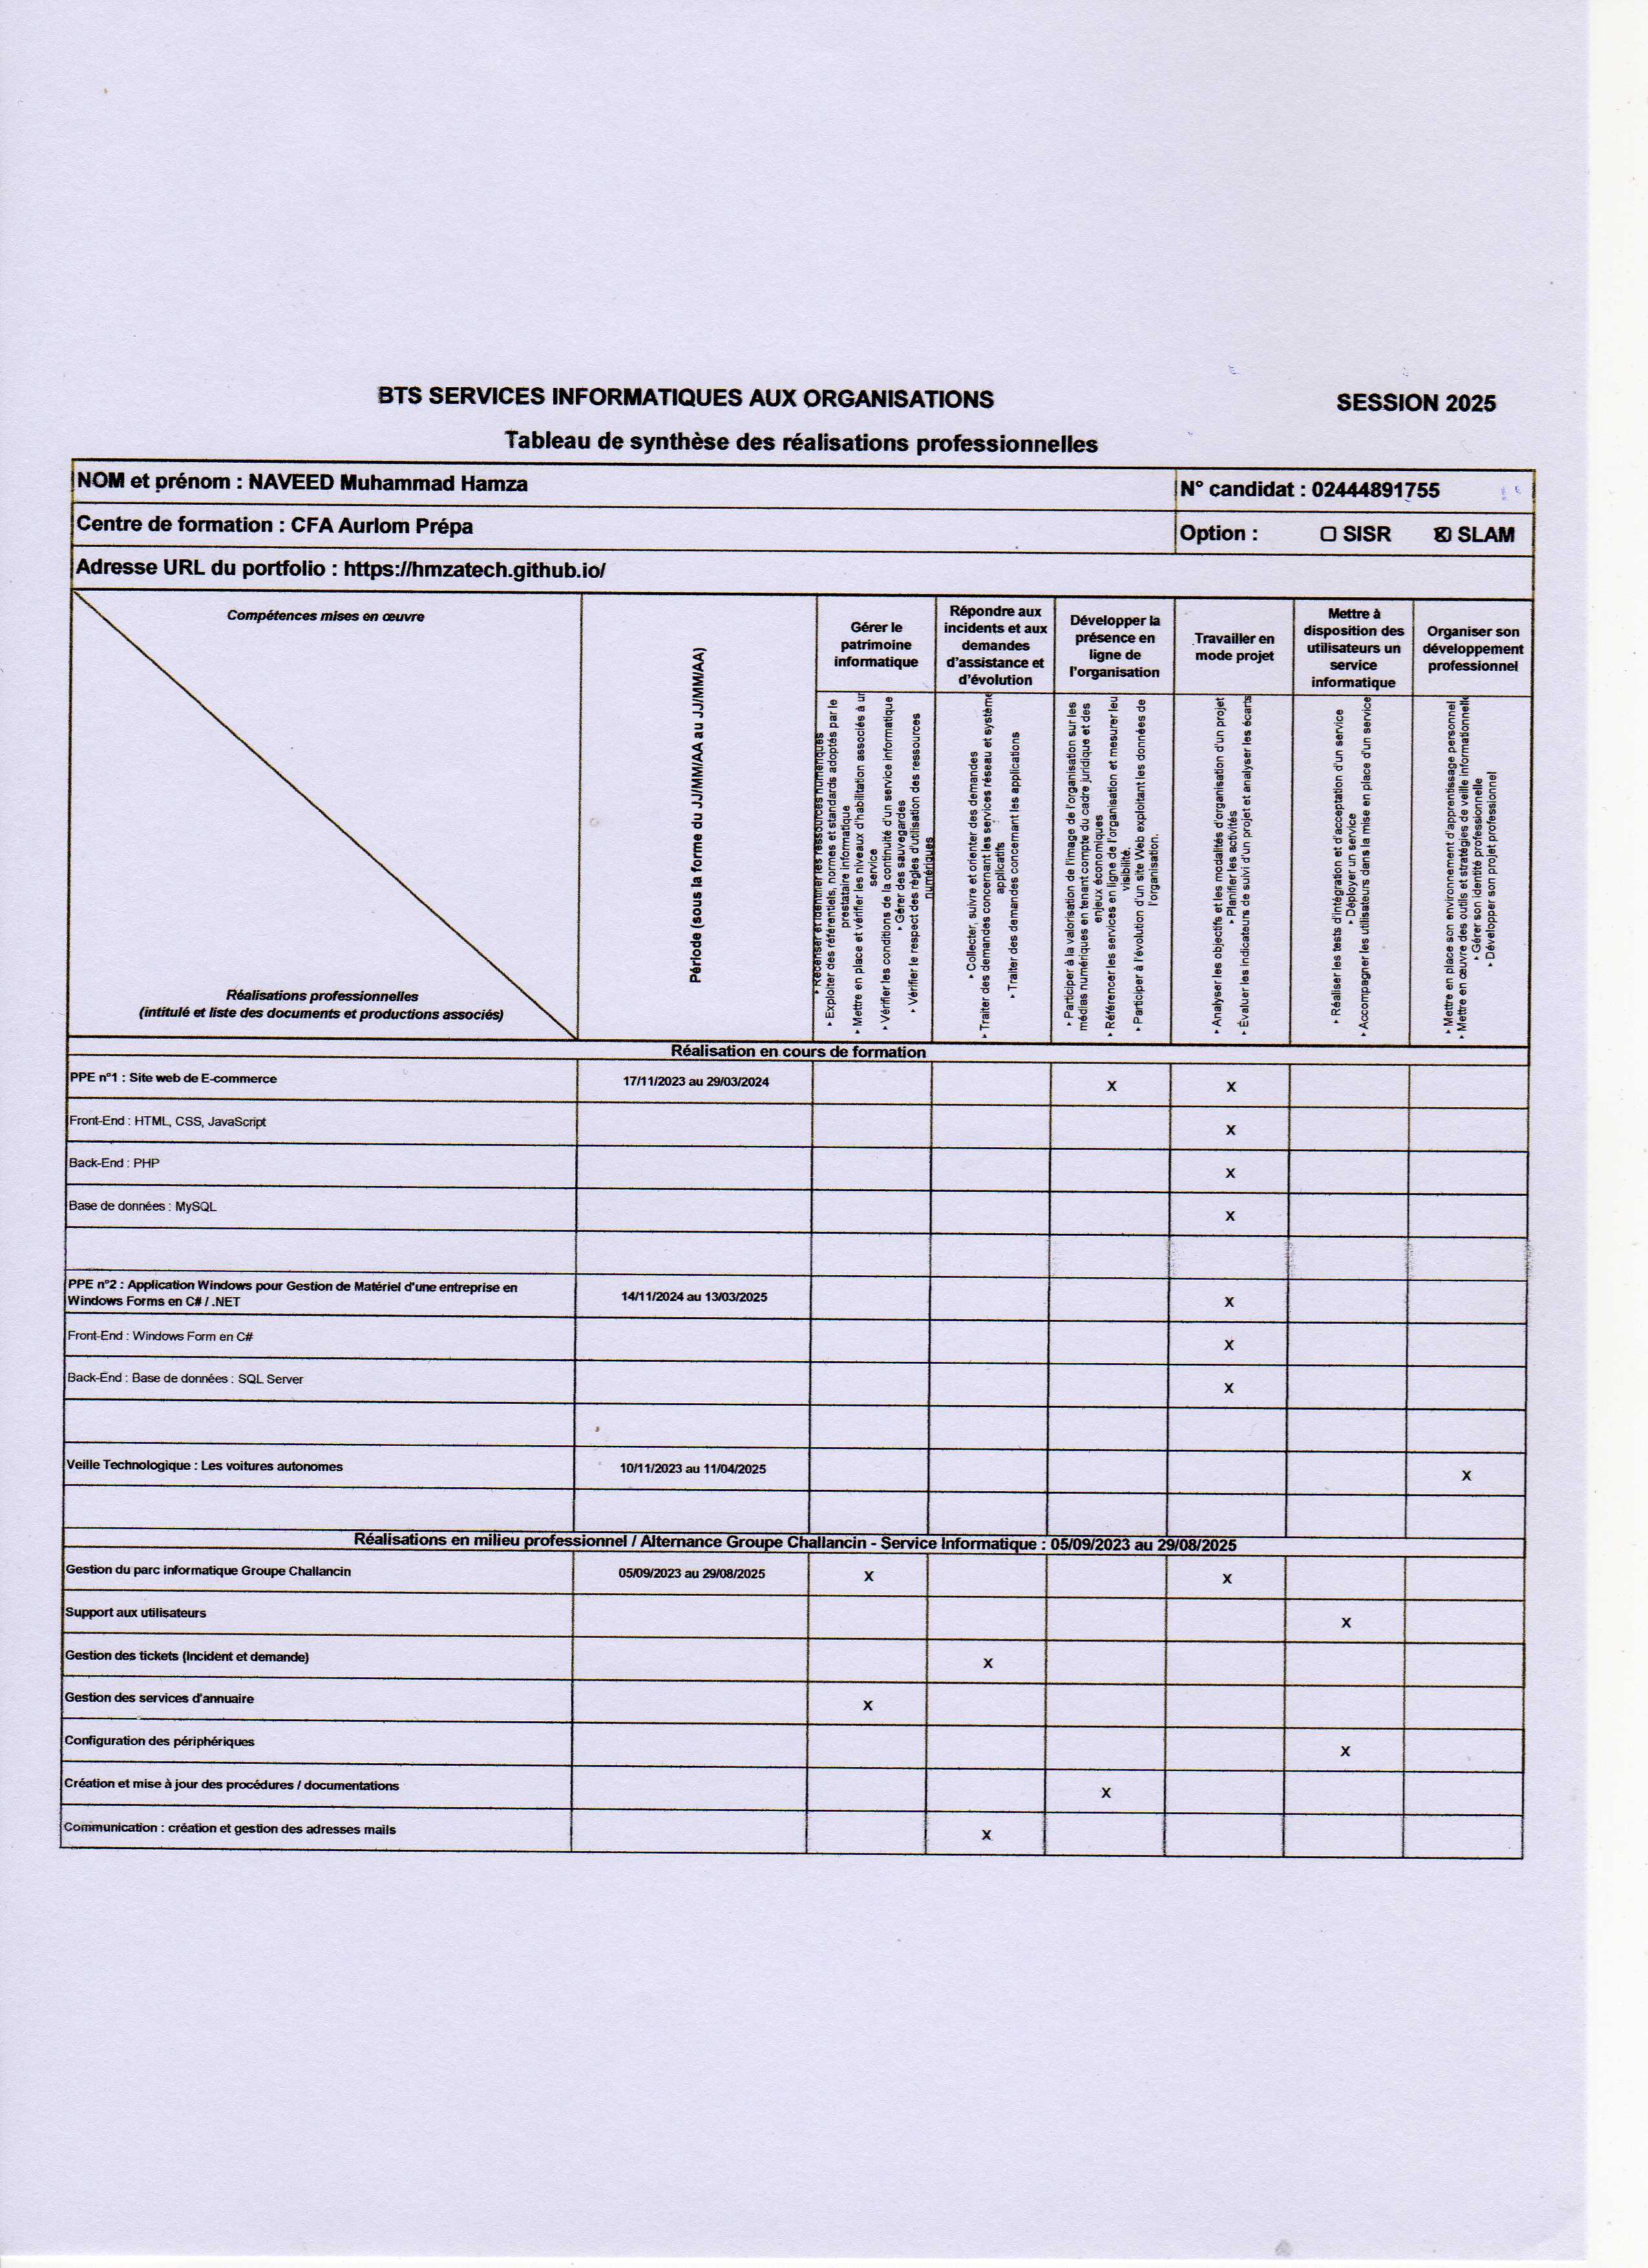 BTS SERVICES INFORMATIQUES AUX ORGANISATIONS
SESSION 2025
Tableau de synthèse des réalisations professionnelles
NOM et prénom : NAVEED Muhammad Hamza
N° candidat : 02444891755
Centre de formation : CFA Aurlom Prépa
Option : ☐ SISR ☒ SLAM
Adresse URL du portfolio : https://hmzatech.github.io/
Compétences mises en œuvre
Réalisations professionnelles
(intitulé et liste des documents et productions associés)
Période (sous la forme du JJ/MM/AA au JJ/MM/AA)
Gérer le
patrimoine
informatique
Répondre aux
incidents et aux
demandes
d'assistance et
d'évolution
Développer la
présence en
ligne de
l'organisation
Travailler en
mode projet
Mettre à
disposition des
utilisateurs un
service
informatique
Organiser son
développement
professionnel
‣ Recenser et identifier les ressources numériques
‣ Exploiter des référentiels, normes et standards adoptés par le
prestataire informatique
‣ Mettre en place et vérifier les niveaux d'habilitation associés à un
service
‣ Vérifier les conditions de la continuité d'un service informatique
‣ Gérer des sauvegardes
‣ Vérifier le respect des règles d'utilisation des ressources
numériques
‣ Collecter, suivre et orienter des demandes
‣ Traiter des demandes concernant les services réseau et système
applicatifs
‣ Traiter des demandes concernant les applications
‣ Participer à la valorisation de l'image de l'organisation sur les
médias numériques en tenant compte du cadre juridique et des
enjeux économiques
‣ Référencer les services en ligne de l'organisation et mesurer leu
visibilité.
‣ Participer à l'évolution d'un site Web exploitant les données de
l'organisation.
‣ Analyser les objectifs et les modalités d'organisation d'un projet
‣ Planifier les activités
‣ Évaluer les indicateurs de suivi d'un projet et analyser les écarts
‣ Réaliser les tests d'intégration et d'acceptation d'un service
‣ Déployer un service
‣ Accompagner les utilisateurs dans la mise en place d'un service
‣ Mettre en place son environnement d'apprentissage personnel
‣ Mettre en œuvre des outils et stratégies de veille informationnelle
‣ Gérer son identité professionnelle
‣ Développer son projet professionnel
Réalisation en cours de formation
PPE n°1 : Site web de E-commerce 17/11/2023 au 29/03/2024 X X
Front-End : HTML, CSS, JavaScript X
Back-End : PHP X
Base de données : MySQL X
PPE n°2 : Application Windows pour Gestion de Matériel d'une entreprise en
Windows Forms en C# / .NET 14/11/2024 au 13/03/2025 X
Front-End : Windows Form en C# X
Back-End : Base de données : SQL Server X
Veille Technologique : Les voitures autonomes 10/11/2023 au 11/04/2025 X
Réalisations en milieu professionnel / Alternance Groupe Challancin - Service Informatique : 05/09/2023 au 29/08/2025
Gestion du parc informatique Groupe Challancin 05/09/2023 au 29/08/2025 X X
Support aux utilisateurs X
Gestion des tickets (Incident et demande) X
Gestion des services d'annuaire X
Configuration des périphériques X
Création et mise à jour des procédures / documentations X
Communication : création et gestion des adresses mails X